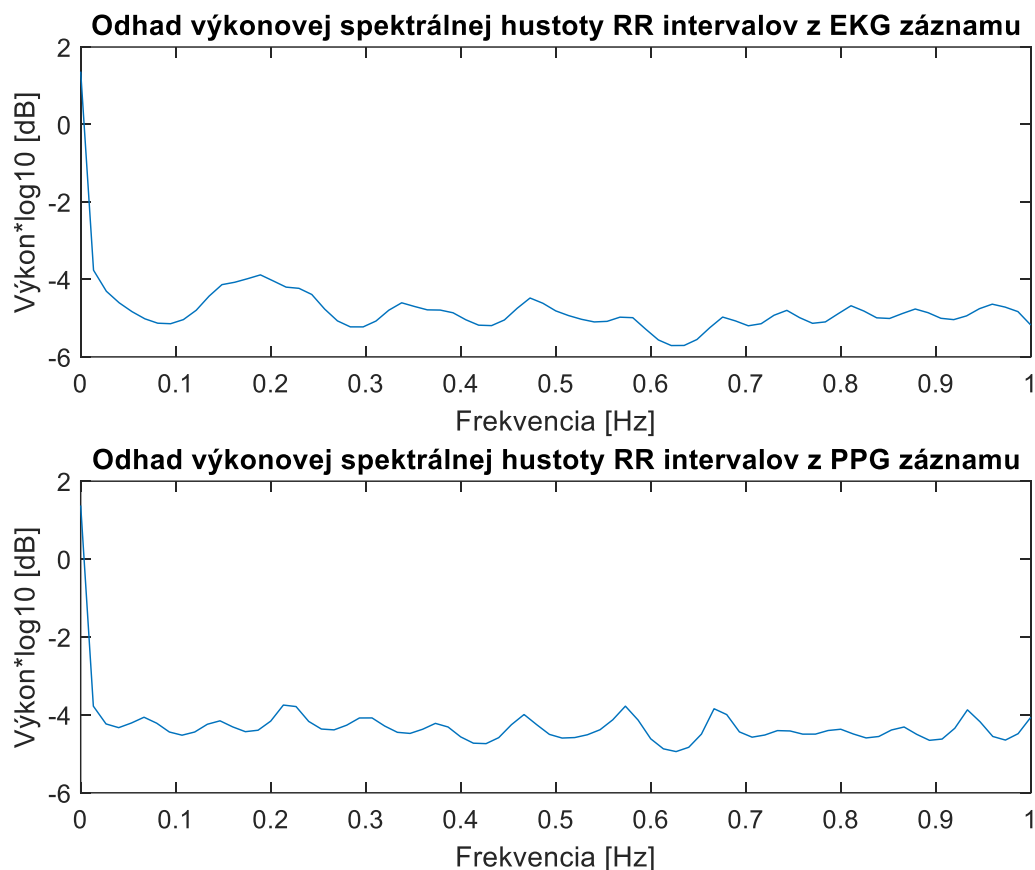 Odhad výkonovej spektrálnej hustoty RR intervalov z EKG záznamu
2
0
-2
-4
-6
Výkon*log10 [dB]
0 0.1 0.2 0.3 0.4 0.5 0.6 0.7 0.8 0.9 1
Frekvencia [Hz]
Odhad výkonovej spektrálnej hustoty RR intervalov z PPG záznamu
2
0
-2
-4
-6
Výkon*log10 [dB]
0 0.1 0.2 0.3 0.4 0.5 0.6 0.7 0.8 0.9 1
Frekvencia [Hz]